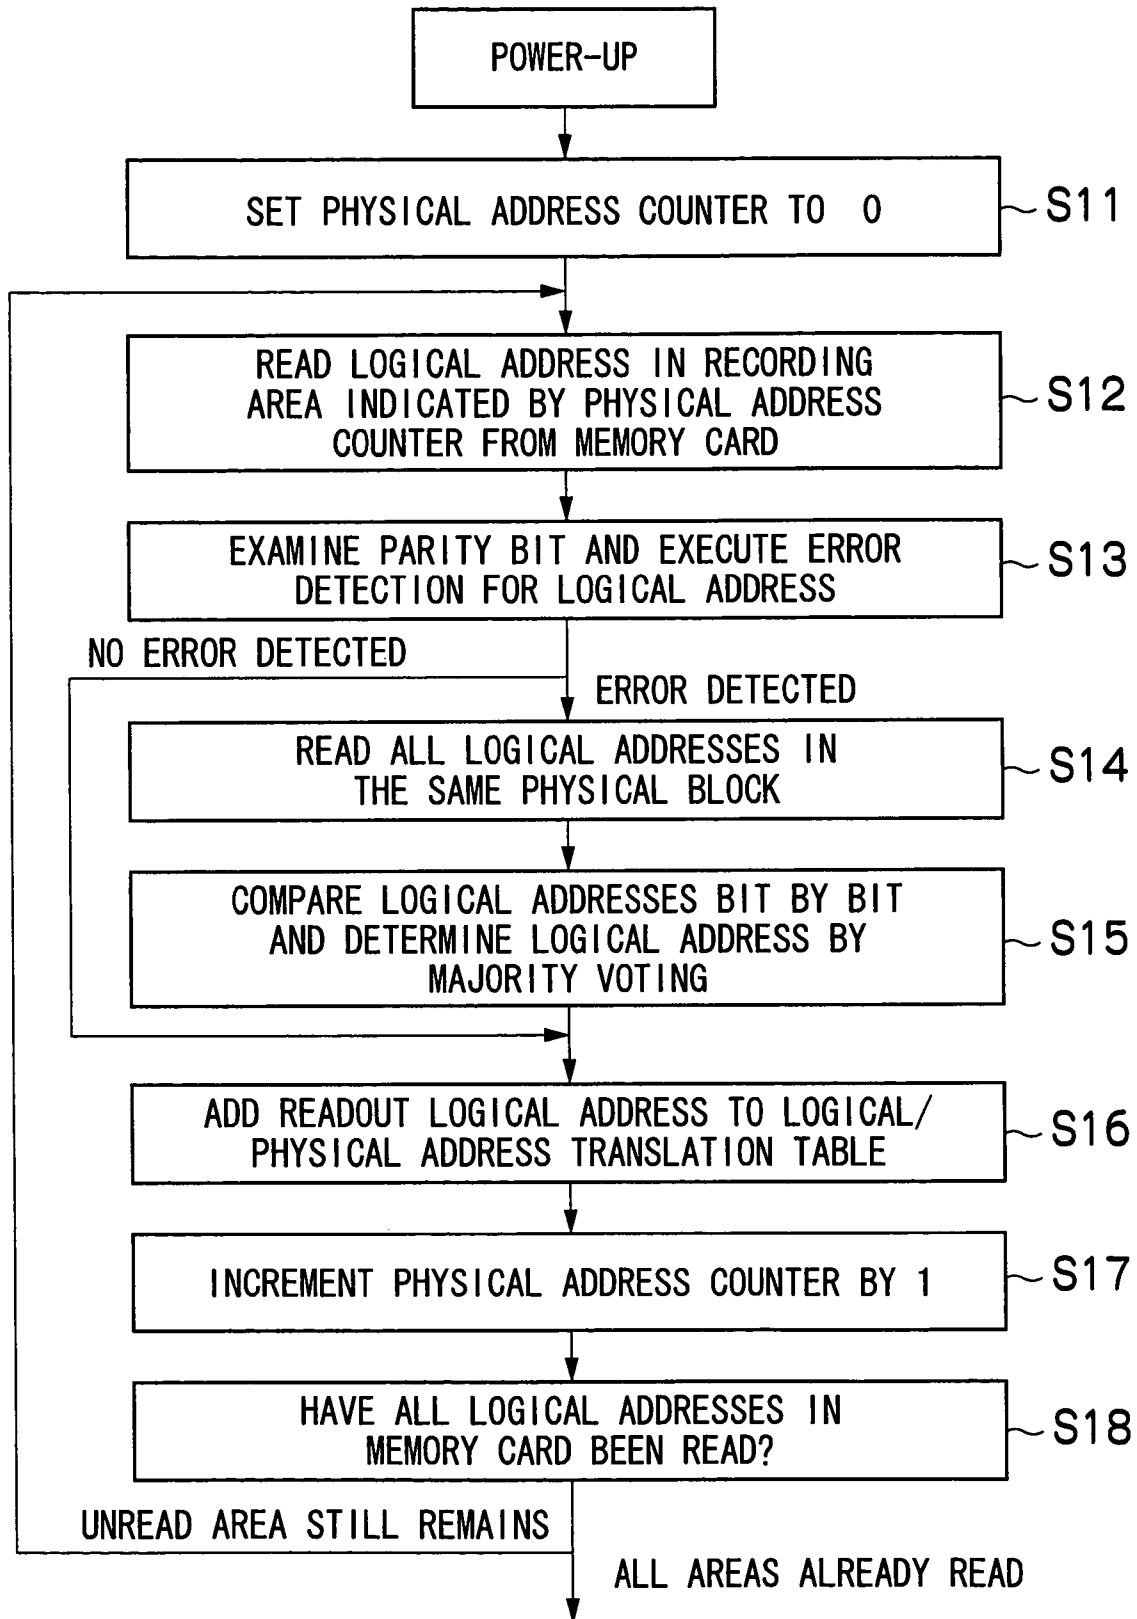 POWER-UP
SET PHYSICAL ADDRESS COUNTER TO 0
S11
READ LOGICAL ADDRESS IN RECORDING
AREA INDICATED BY PHYSICAL ADDRESS
COUNTER FROM MEMORY CARD
S12
EXAMINE PARITY BIT AND EXECUTE ERROR
DETECTION FOR LOGICAL ADDRESS
S13
NO ERROR DETECTED
ERROR DETECTED
READ ALL LOGICAL ADDRESSES IN
THE SAME PHYSICAL BLOCK
S14
COMPARE LOGICAL ADDRESSES BIT BY BIT
AND DETERMINE LOGICAL ADDRESS BY
MAJORITY VOTING
S15
ADD READOUT LOGICAL ADDRESS TO LOGICAL/
PHYSICAL ADDRESS TRANSLATION TABLE
S16
INCREMENT PHYSICAL ADDRESS COUNTER BY 1
S17
HAVE ALL LOGICAL ADDRESSES IN
MEMORY CARD BEEN READ?
S18
UNREAD AREA STILL REMAINS
ALL AREAS ALREADY READ